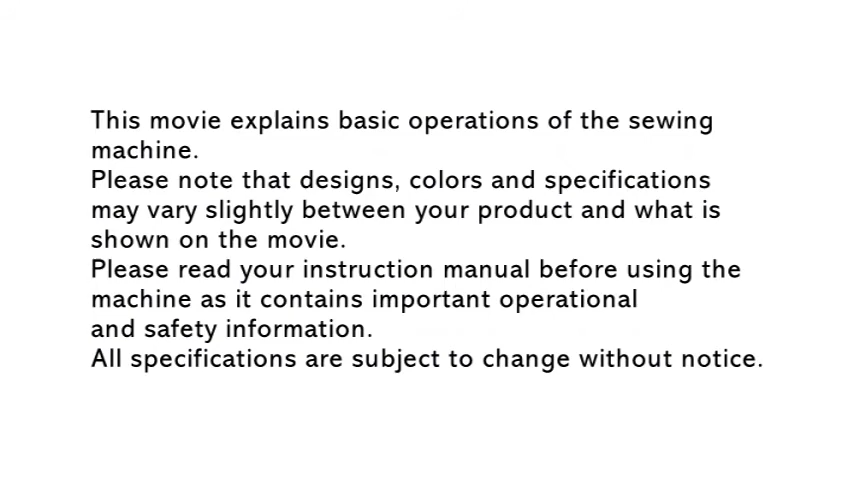 This movie explains basic operations of the sewing
machine.
Please note that designs, colors and specifications
may vary slightly between your product and what is
shown on the movie.
Please read your instruction manual before using the
machine as it contains important operational
and safety information.
All specifications are subject to change without notice.